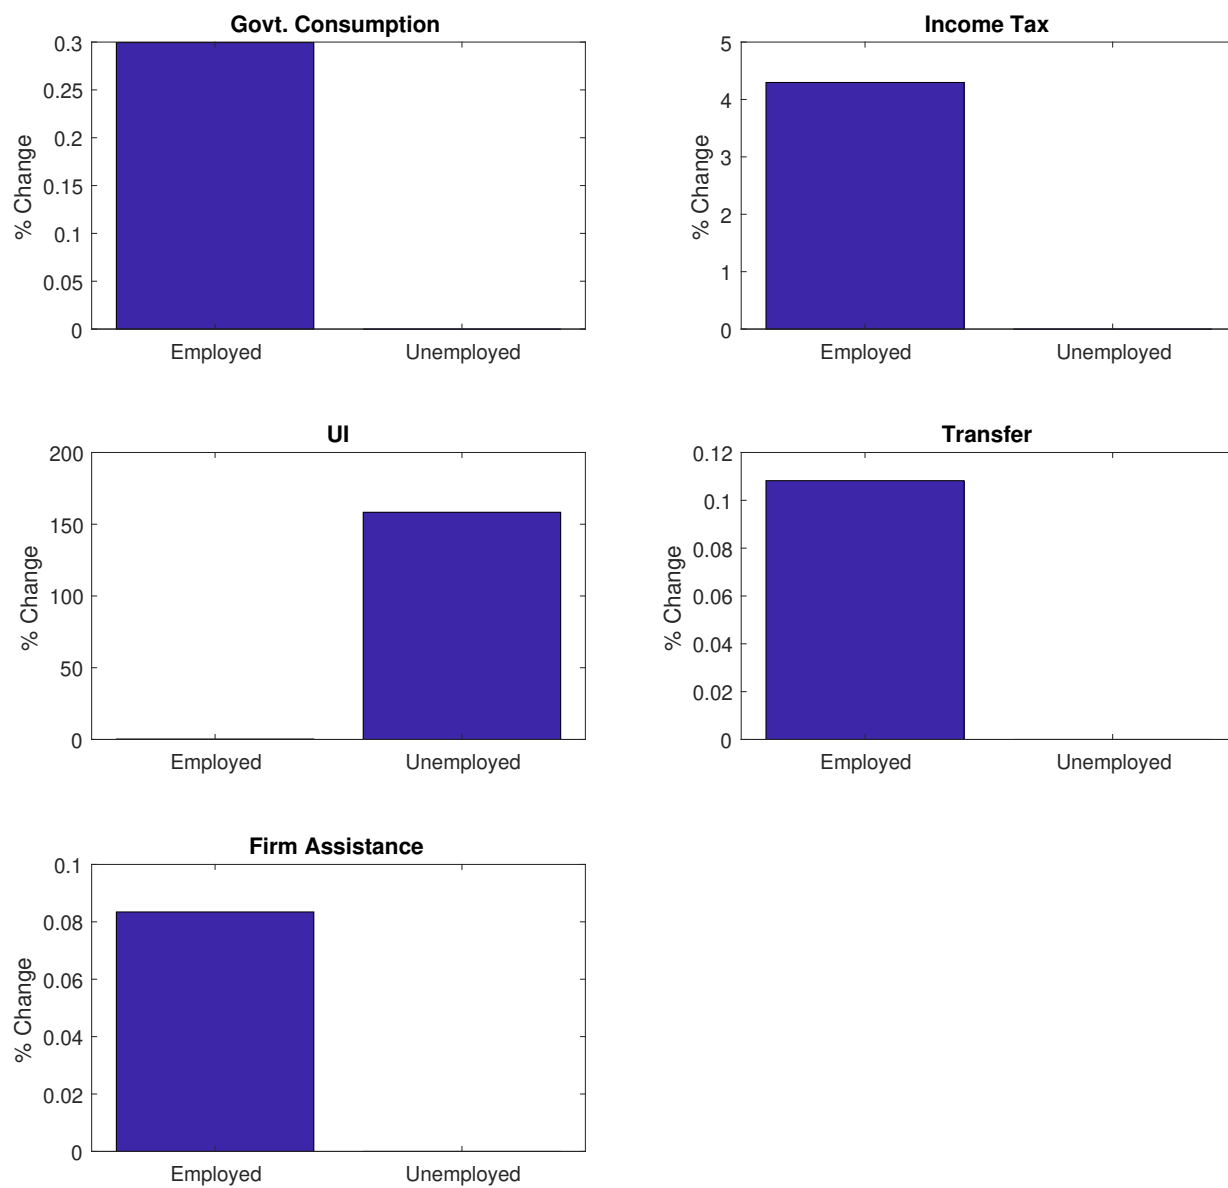 Govt. Consumption
0.3
0.25
0.2
0.15
0.1
0.05
0
% Change
Employed Unemployed
Income Tax
5
4
3
2
1
0
% Change
Employed Unemployed
UI
200
150
100
50
0
% Change
Employed Unemployed
Transfer
0.12
0.1
0.08
0.06
0.04
0.02
0
% Change
Employed Unemployed
Firm Assistance
0.1
0.08
0.06
0.04
0.02
0
% Change
Employed Unemployed